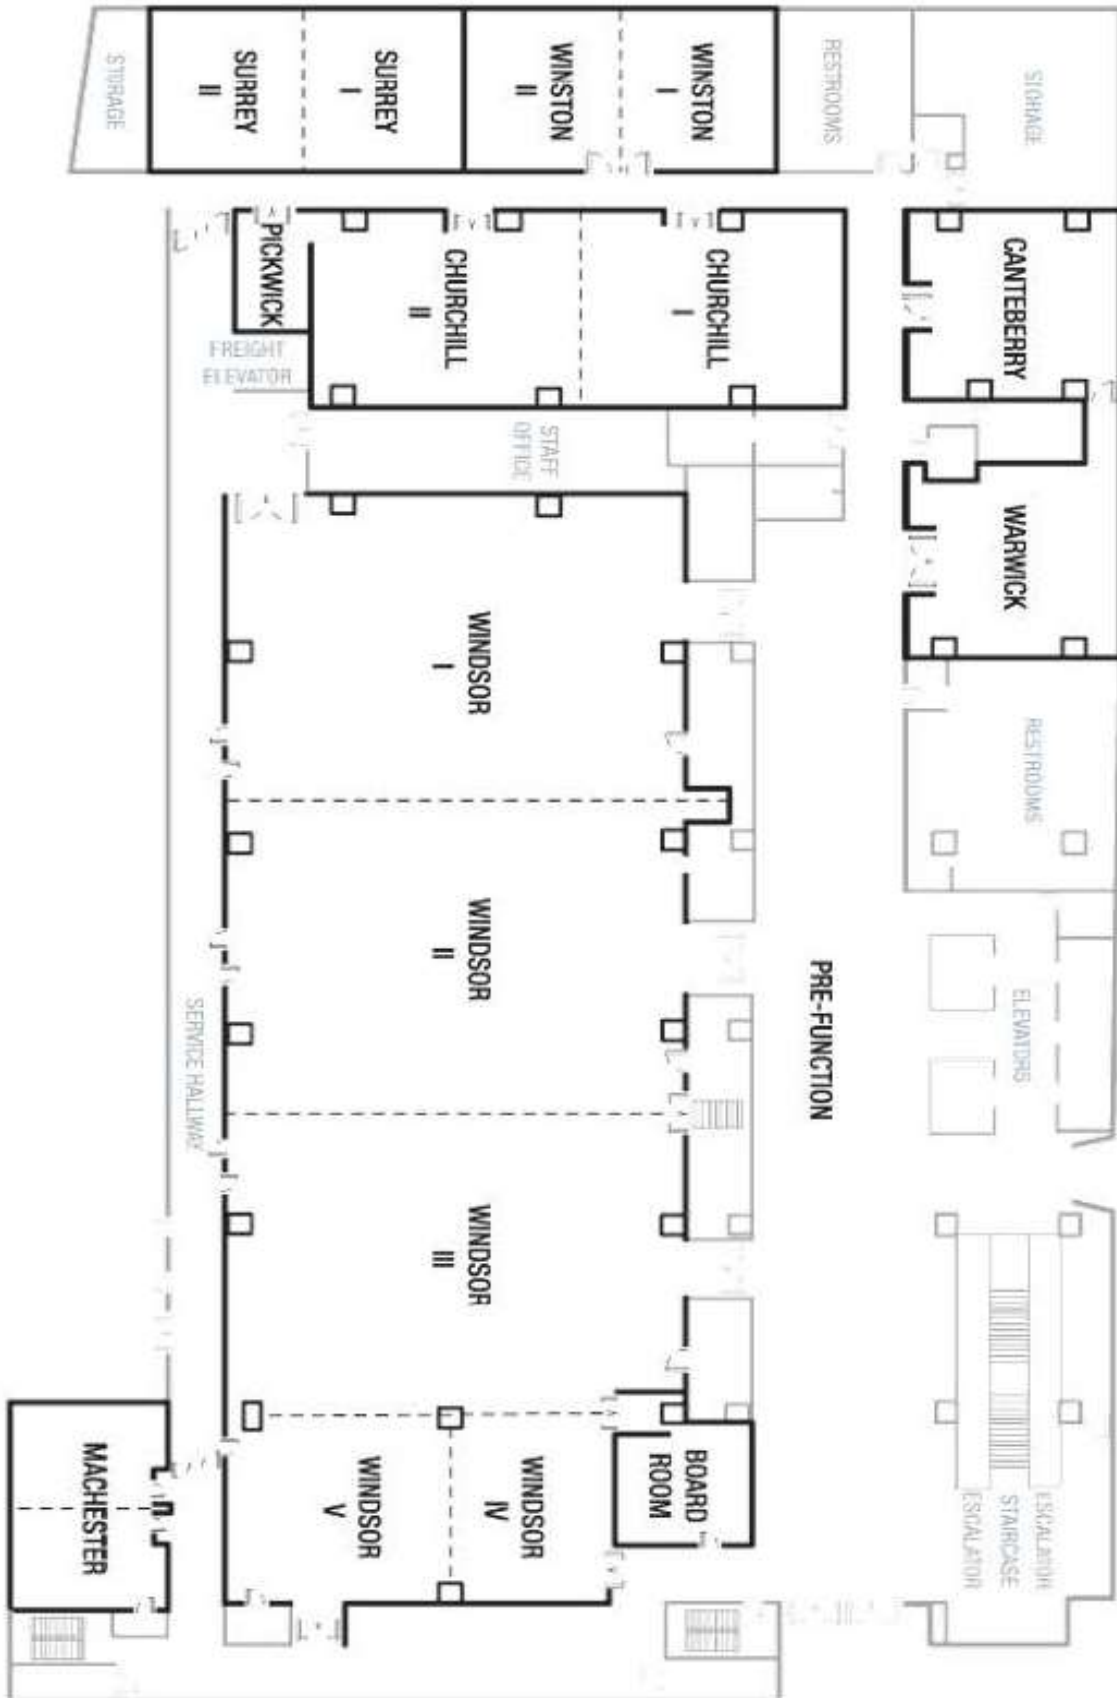 STORAGE
SURREY
II
SURREY
I
WINSTON
II
WINSTON
I
RESTROOMS
STORAGE
PICKWICK
CHURCHILL
II
CHURCHILL
I
CANTEBERRY
FREIGHT
ELEVATOR
STAFF
OFFICE
WARWICK
WINDSOR
I
RESTROOMS
WINDSOR
II
PRE-FUNCTION
ELEVATORS
SERVICE HALLWAY
WINDSOR
III
MACHESTER
WINDSOR
V
WINDSOR
IV
BOARD
ROOM
ESCALATOR
STAIRCASE
ESCALATOR